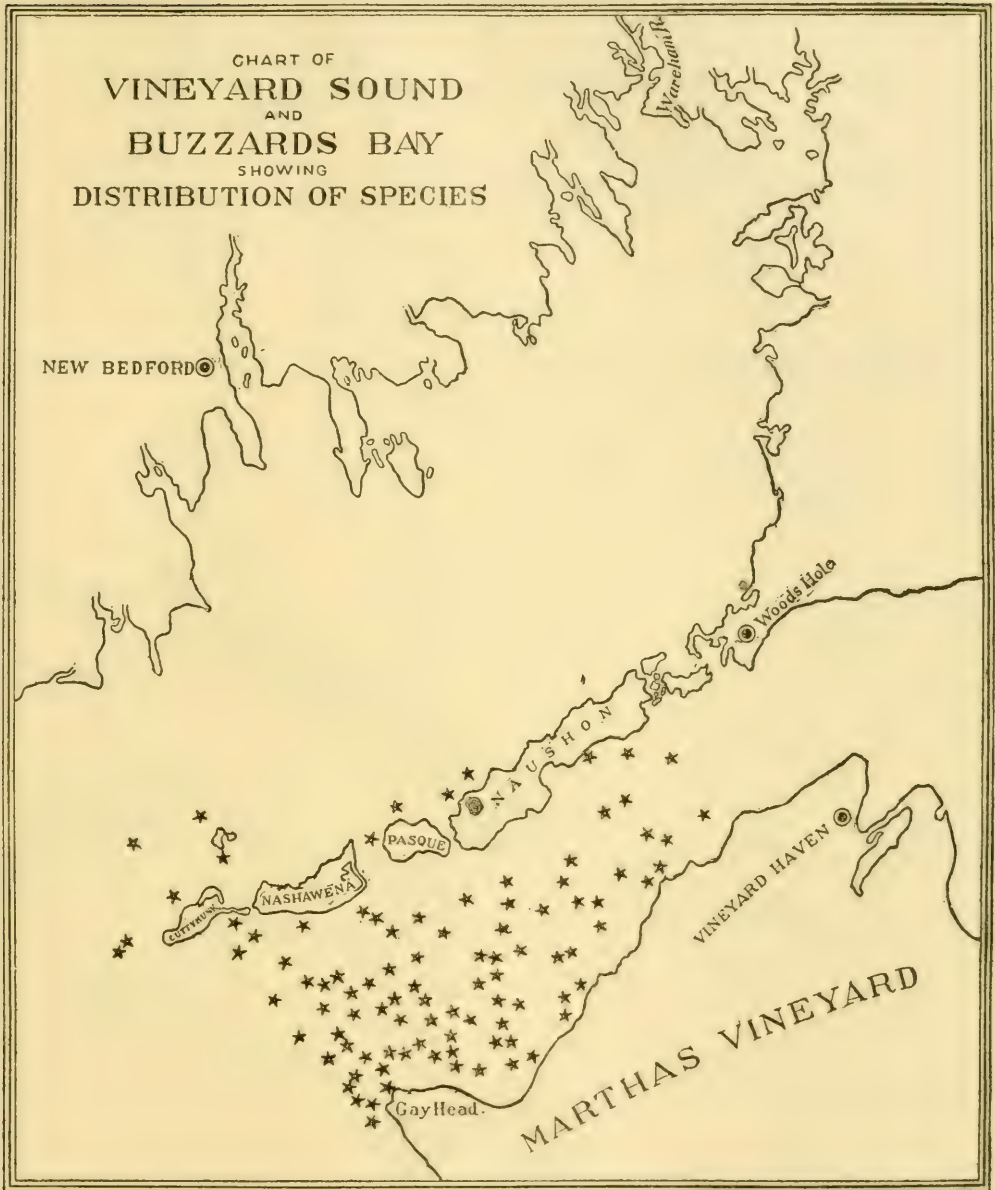 CHART OF
VINEYARD SOUND
AND
BUZZARDS BAY
SHOWING
DISTRIBUTION OF SPECIES
Wareham R.
NEW BEDFORD
Woods Hole
NAUSHON
PASQUE
NASHAWENA
CUTTYHUNK
VINEYARD HAVEN
MARTHAS VINEYARD
Gay Head.